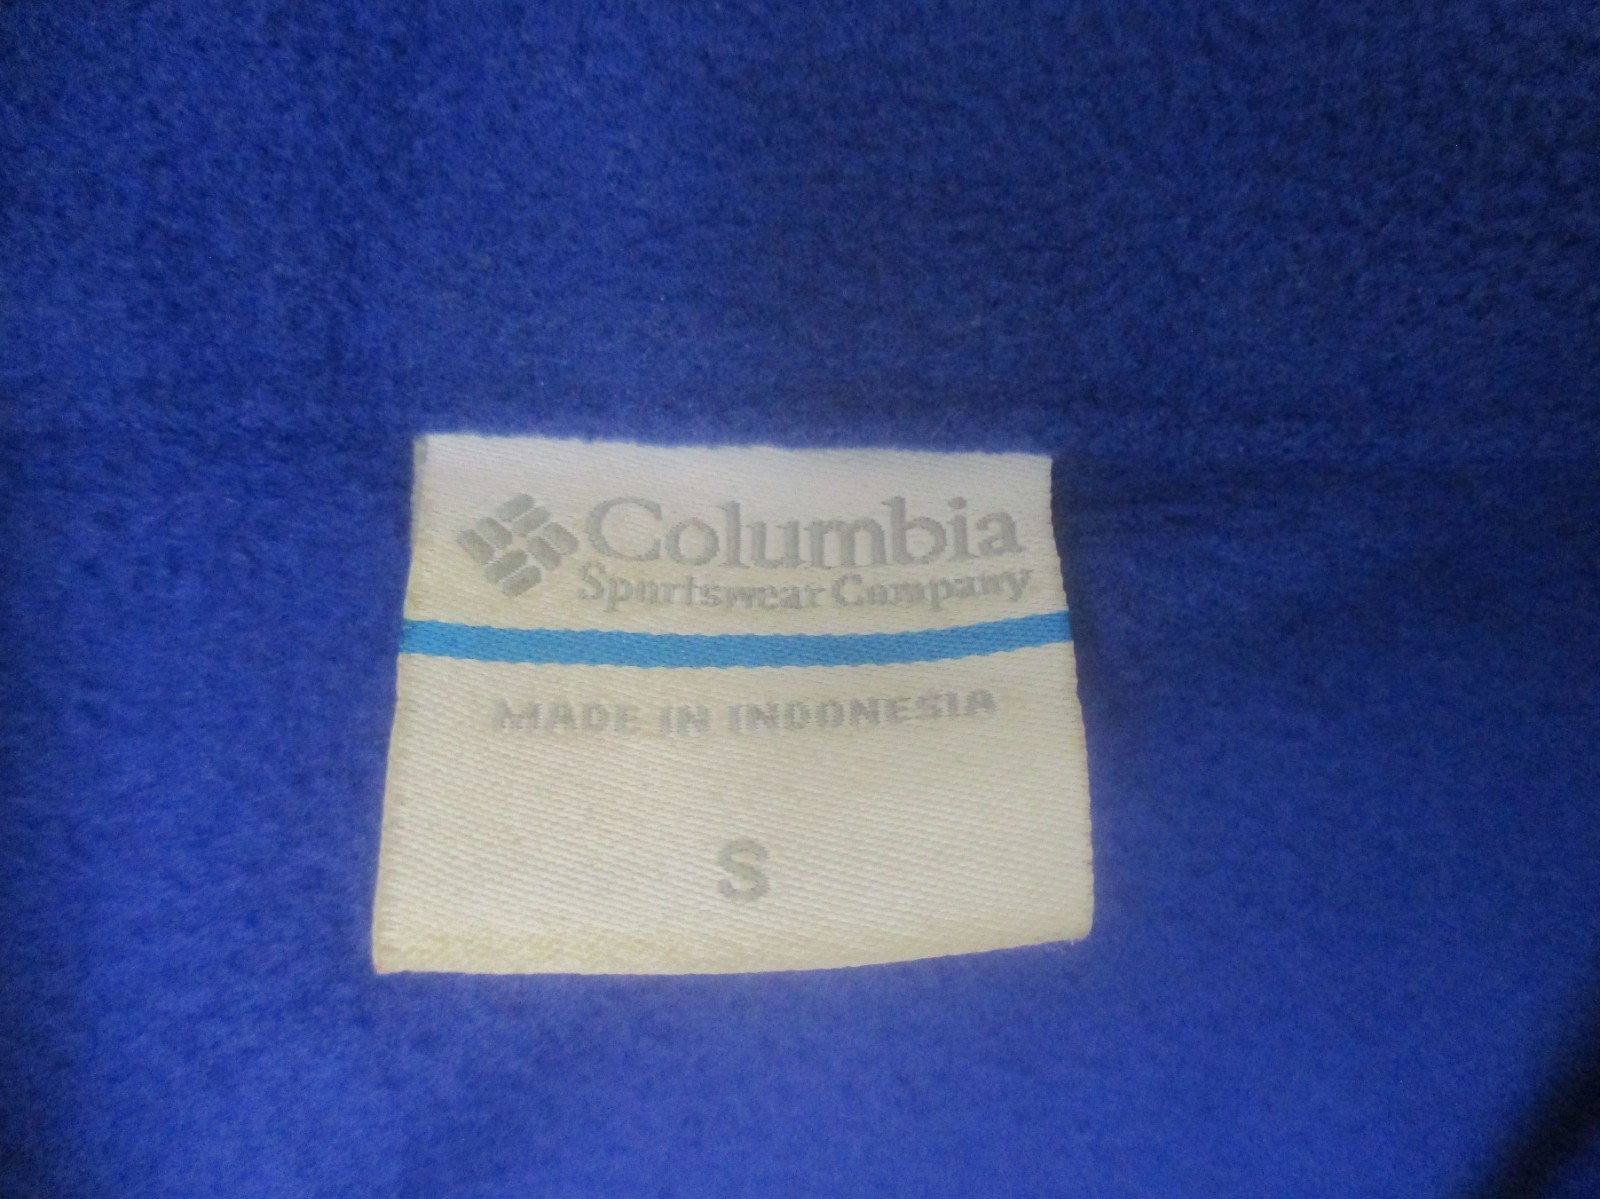 Columbia
Sportswear Company
MADE IN INDONESIA
S